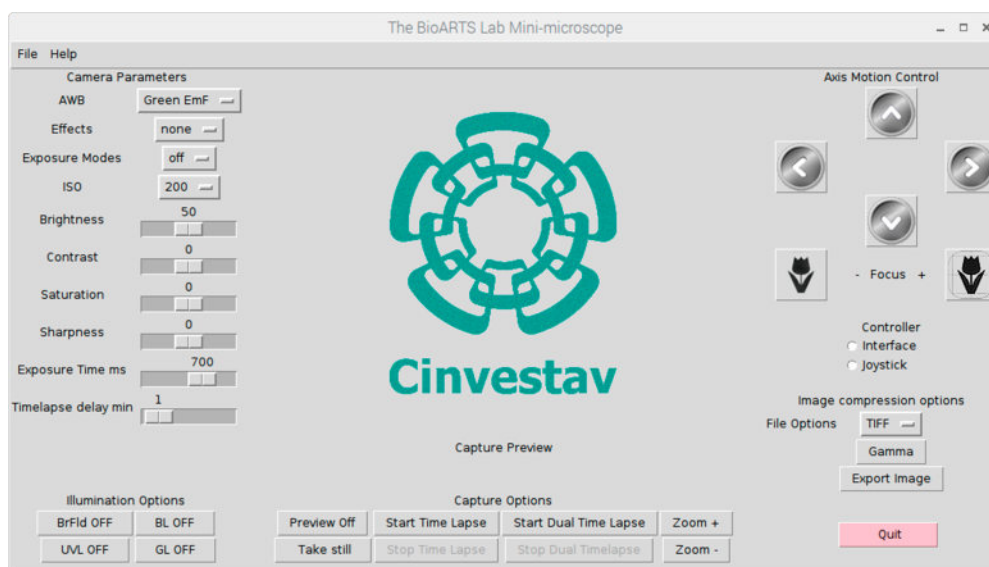 The BioARTS Lab Mini-microscope
File Help
Camera Parameters
AWB Green EmF
Effects none
Exposure Modes off
ISO 200
Brightness 50
Contrast 0
Saturation 0
Sharpness 0
Exposure Time ms 700
Timelapse delay min 1
Cinvestav
Capture Preview
Axis Motion Control
- Focus +
Controller
Interface
Joystick
Image compression options
File Options TIFF
Gamma
Export Image
Illumination Options
BrFld OFF BL OFF
UVL OFF GL OFF
Capture Options
Preview Off Start Time Lapse Start Dual Time Lapse Zoom +
Take still Stop Time Lapse Stop Dual Timelapse Zoom -
Quit